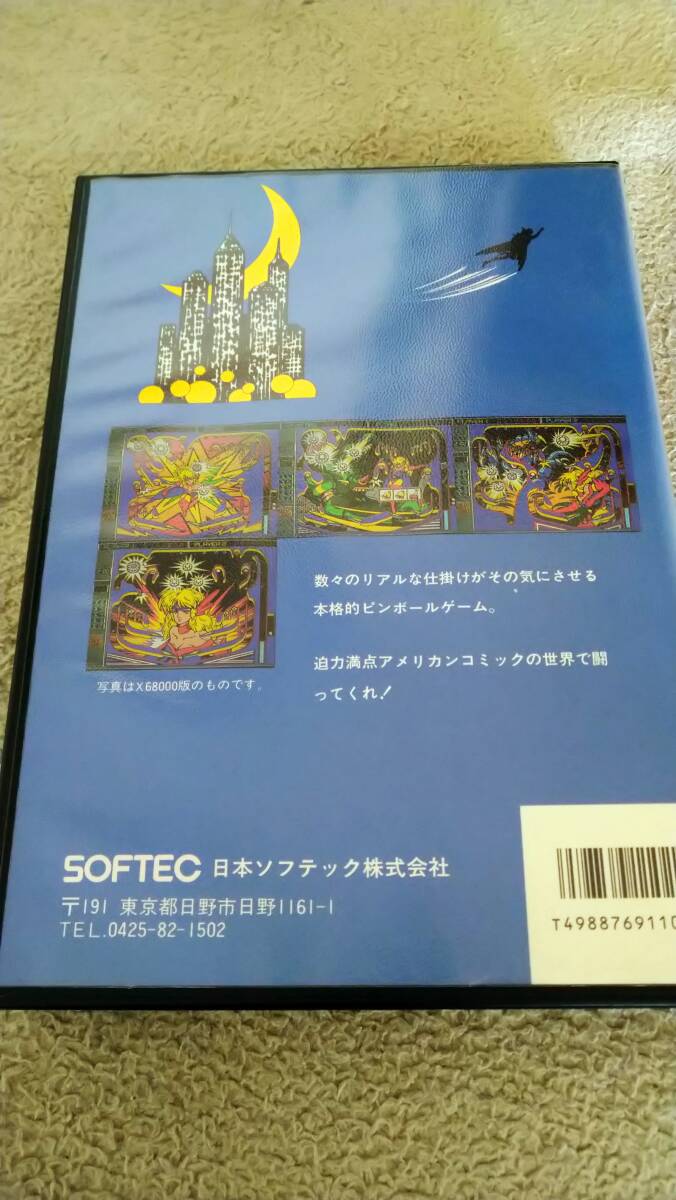 数々のリアルな仕掛けがその気にさせる
本格的ピンボールゲーム。
迫力満点アメリカンコミックの世界で闘
ってくれ!
写真はX68000版のものです。
SOFTEC 日本ソフテック株式会社
〒191 東京都日野市日野1161-1
TEL.0425-82-1502
T4988769110